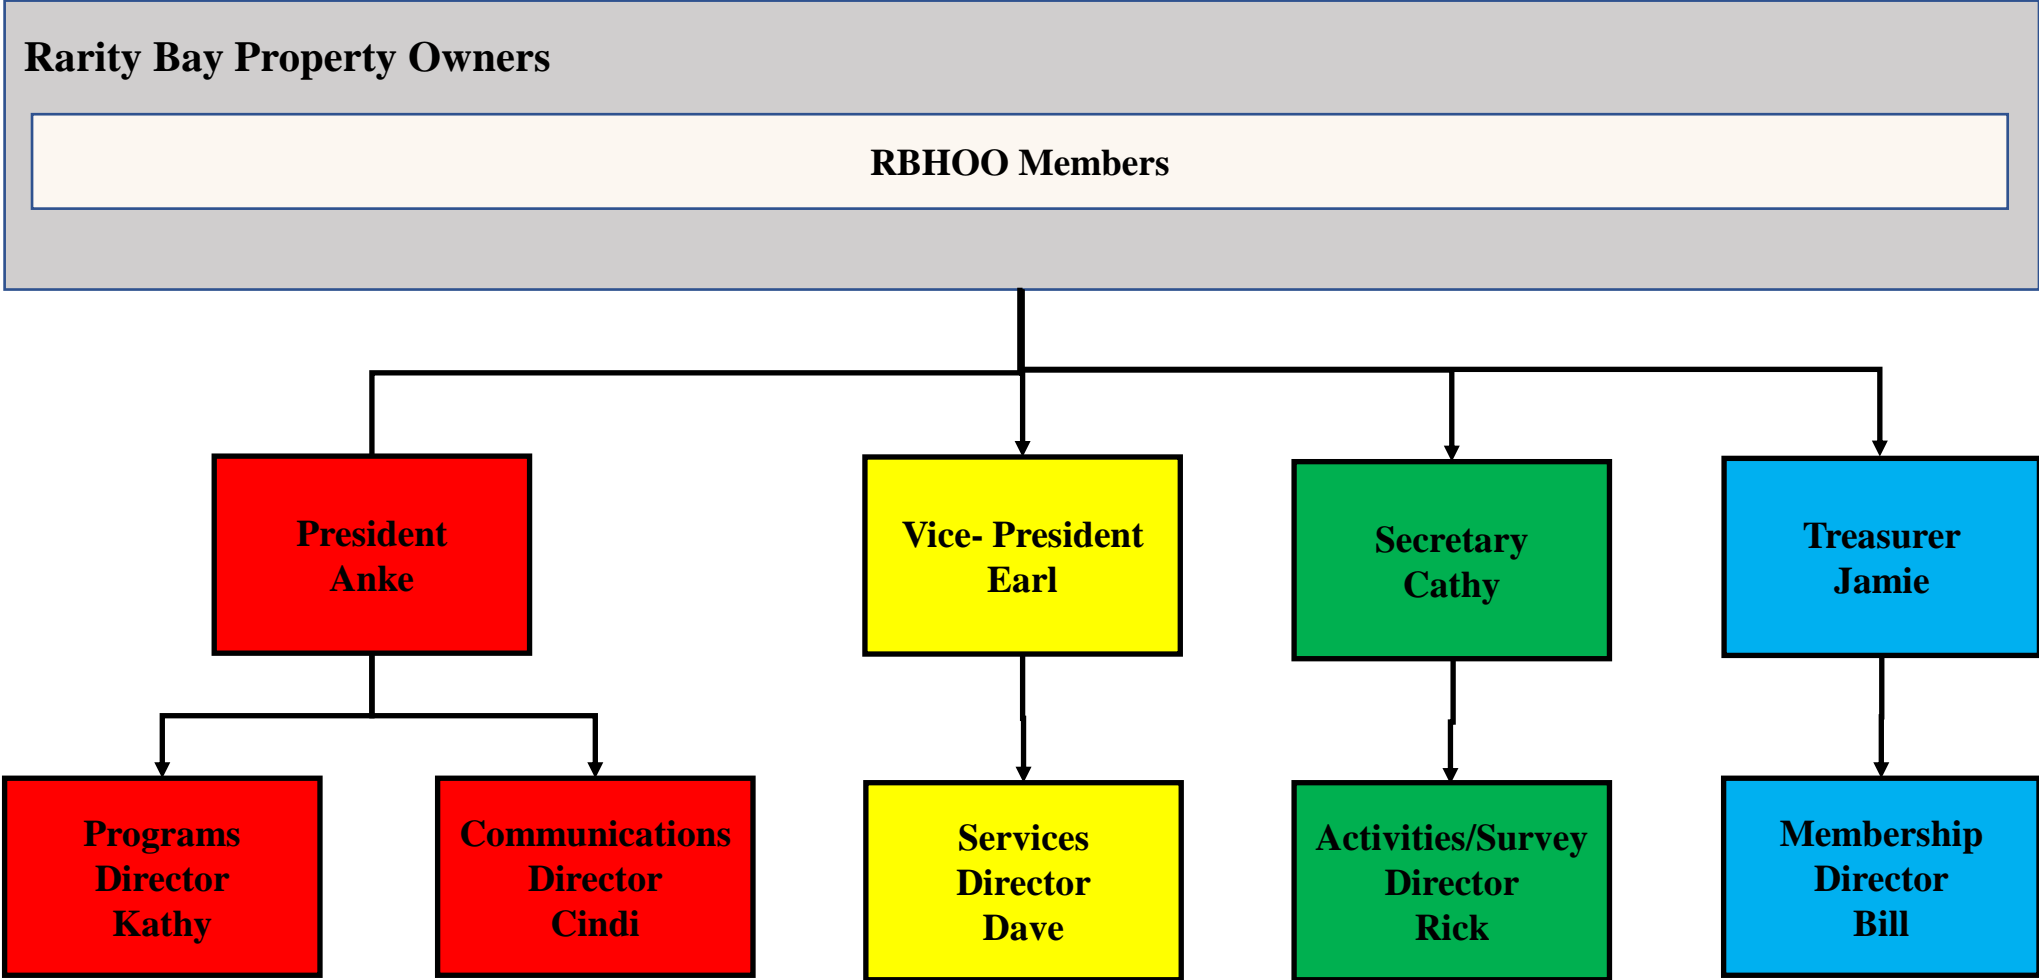 Rarity Bay Property Owners
RBHOO Members
President
Anke
Vice- President
Earl
Secretary
Cathy
Treasurer
Jamie
Programs
Director
Kathy
Communications
Director
Cindi
Services
Director
Dave
Activities/Survey
Director
Rick
Membership
Director
Bill